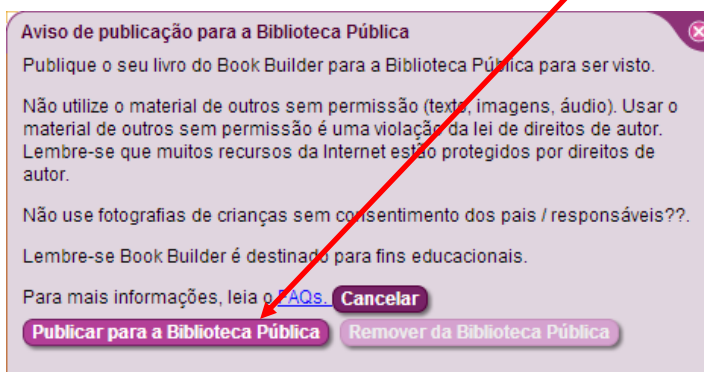 Aviso de publicação para a Biblioteca Pública
Publique o seu livro do Book Builder para a Biblioteca Pública para ser visto.
Não utilize o material de outros sem permissão (texto, imagens, áudio). Usar o
material de outros sem permissão é uma violação da lei de direitos de autor.
Lembre-se que muitos recursos da Internet estão protegidos por direitos de
autor.
Não use fotografias de crianças sem consentimento dos pais / responsáveis??.
Lembre-se Book Builder é destinado para fins educacionais.
Para mais informações, leia o FAQs. Cancelar
Publicar para a Biblioteca Pública Remover da Biblioteca Pública